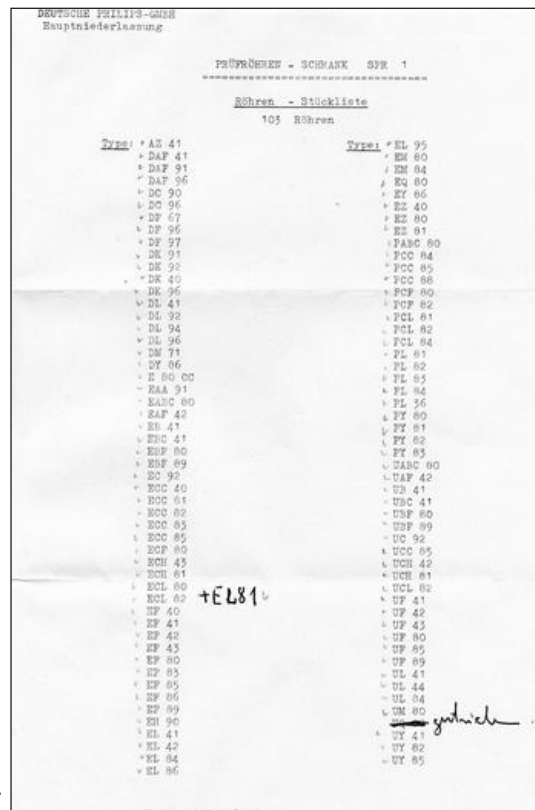 DEUTSCHE PHILIPS-GMBH
Hauptniederlassung
PRÜFRÖHREN - SCHRANK SPR 1
Röhren - Stückliste
103 Röhren
Type: AZ 41
DAF 41
DAF 91
DAF 96
DC 90
DC 96
DF 67
DF 96
DF 97
DK 91
DK 92
DK 40
DK 96
DL 41
DL 92
DL 94
DL 96
DM 71
DY 86
E 80 CC
EAA 91
EABC 80
EAF 42
EB 41
EBC 41
EBF 80
EBF 89
EC 92
ECC 40
ECC 81
ECC 82
ECC 83
ECC 85
ECF 80
ECH 43
ECH 81
ECL 80
ECL 82 +EL81
EF 40
EF 41
EF 42
EF 43
EF 80
EF 83
EF 85
EF 86
EF 89
EH 90
EL 41
EL 42
EL 84
EL 86
Type: EL 95
EM 80
EM 84
EQ 80
EY 86
EZ 40
EZ 80
EZ 81
PABC 80
PCC 84
PCC 85
PCC 88
PCF 80
PCF 82
PCL 81
PCL 82
PCL 84
PL 81
PL 82
PL 83
PL 84
PL 36
PY 80
PY 81
PY 82
PY 83
UABC 80
UAF 42
UB 41
UBC 41
UBF 80
UBF 89
UC 92
UCC 85
UCH 42
UCH 81
UCL 82
UF 41
UF 42
UF 43
UF 80
UF 85
UF 89
UL 41
UL 44
UL 84
UM 80
UY 41
UY 82
UY 85